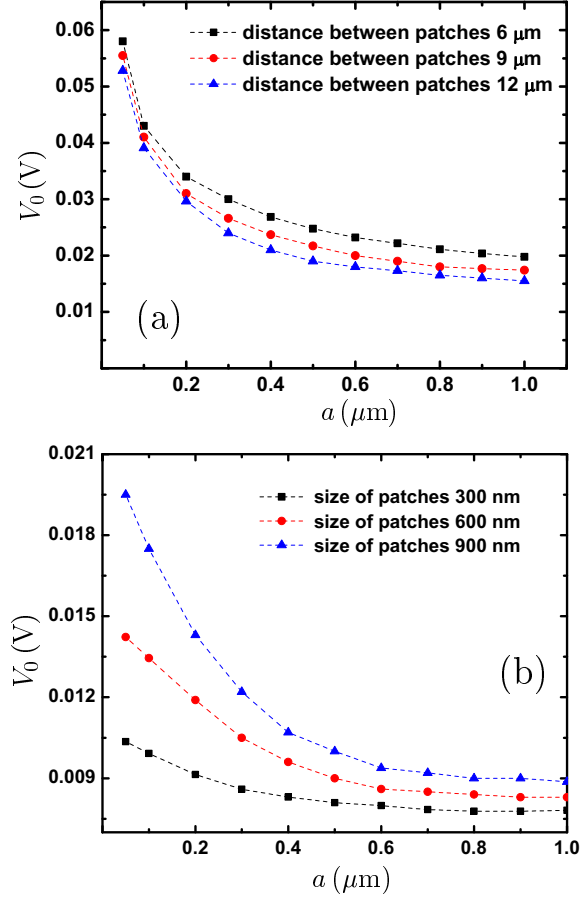 distance between patches 6 μm
distance between patches 9 μm
distance between patches 12 μm
0.06
0.05
0.04
0.03
0.02
0.01
V₀ (V)
(a)
0.2 0.4 0.6 0.8 1.0
a (μm)
0.021
0.018
0.015
0.012
0.009
V₀ (V)
size of patches 300 nm
size of patches 600 nm
size of patches 900 nm
(b)
0.2 0.4 0.6 0.8 1.0
a (μm)